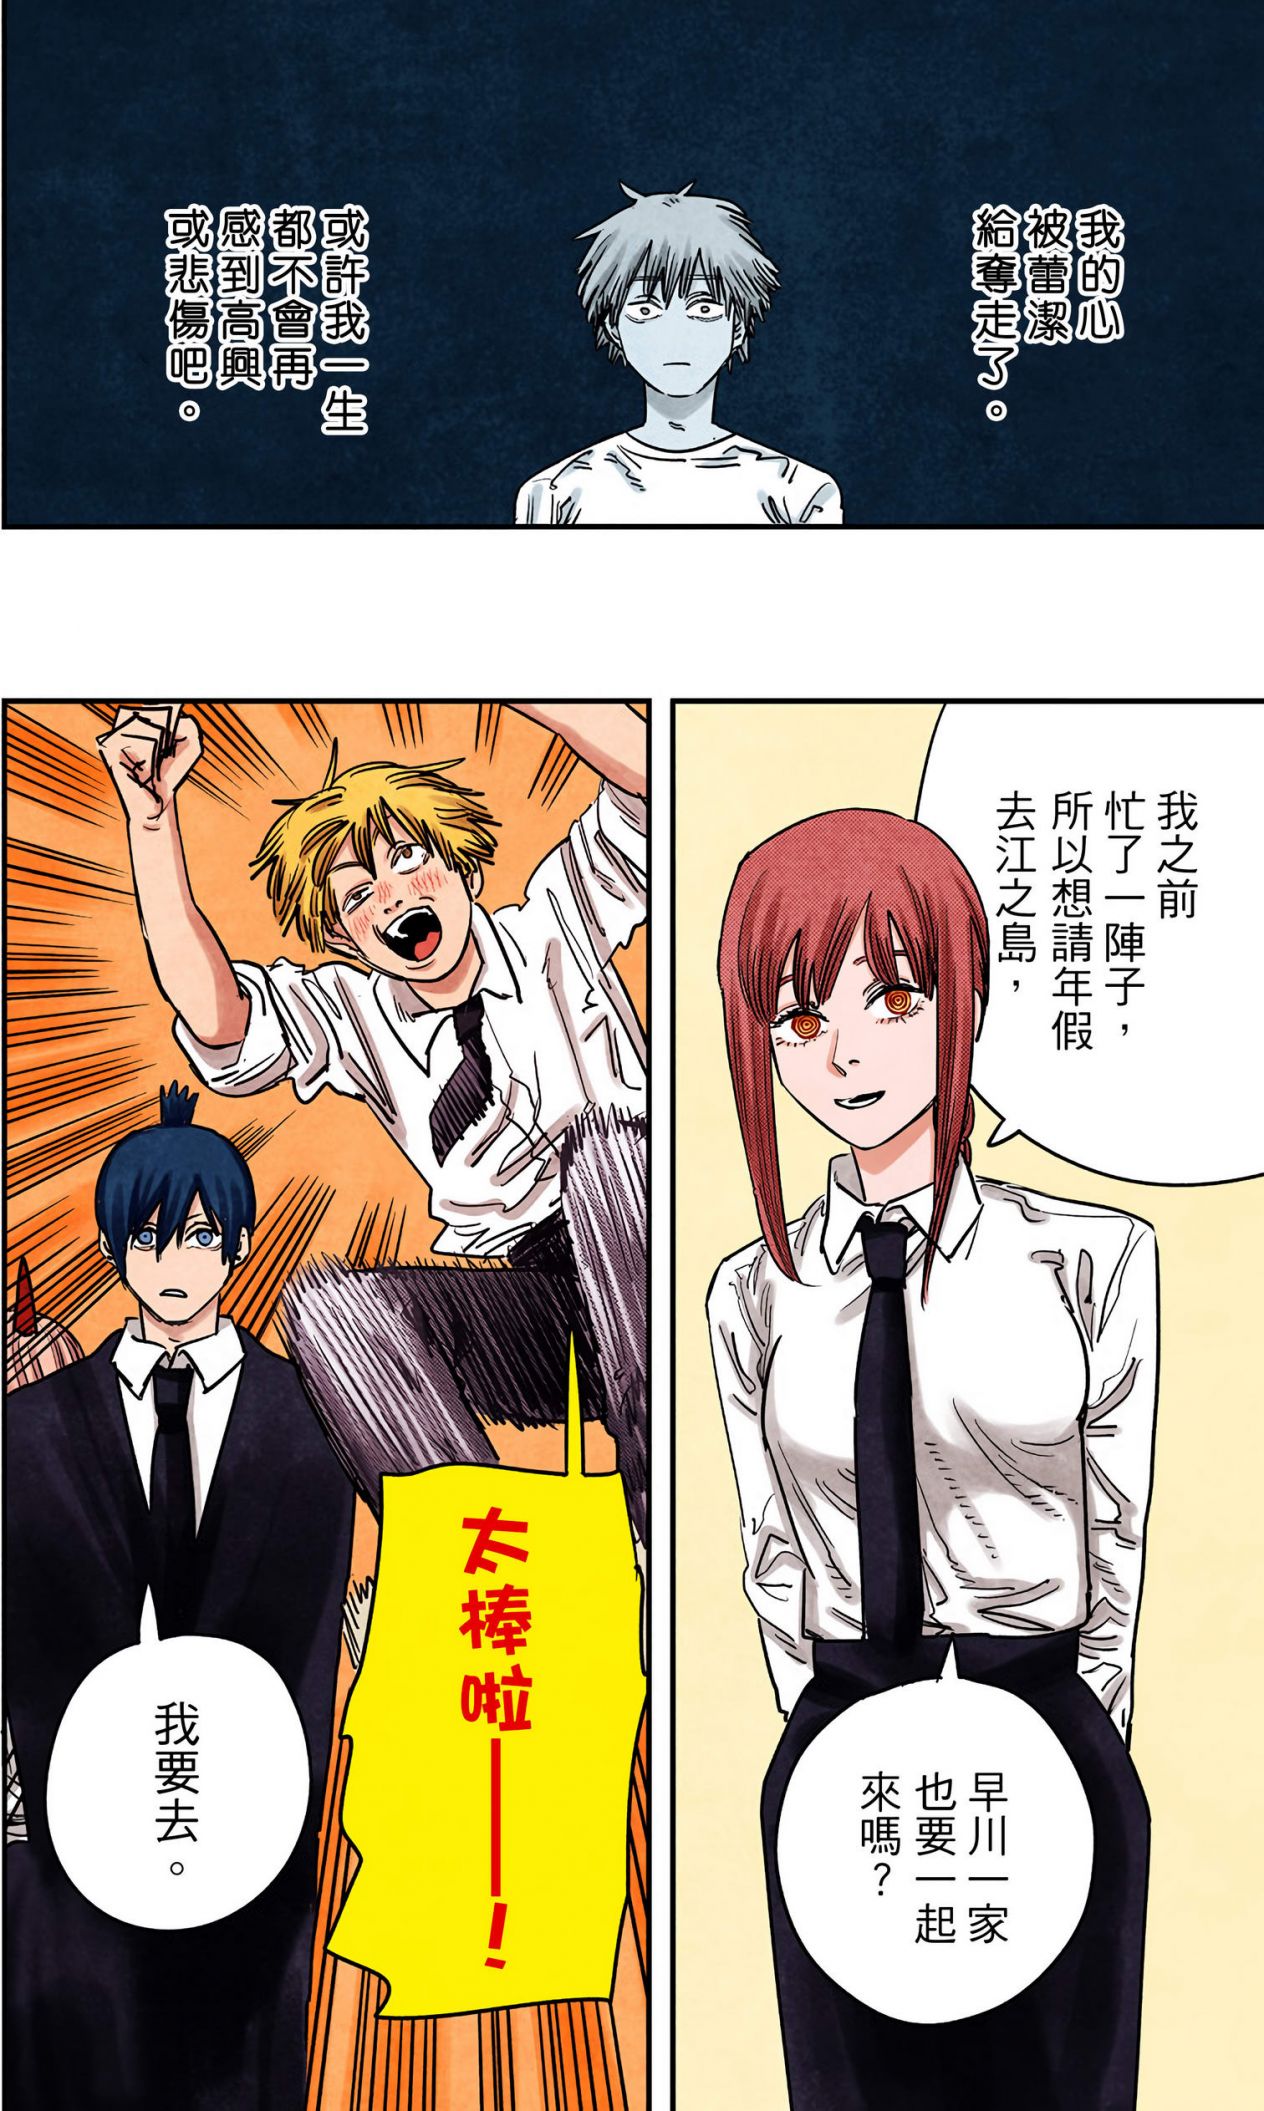 我的心
被蕾潔
給奪走了。
或許我一生
都不會再
感到高興
或悲傷吧。
我之前
忙了一陣子，
所以想請年假
去江之島，
早川一家
也要一起
來嗎？
太棒啦——！
我要去。